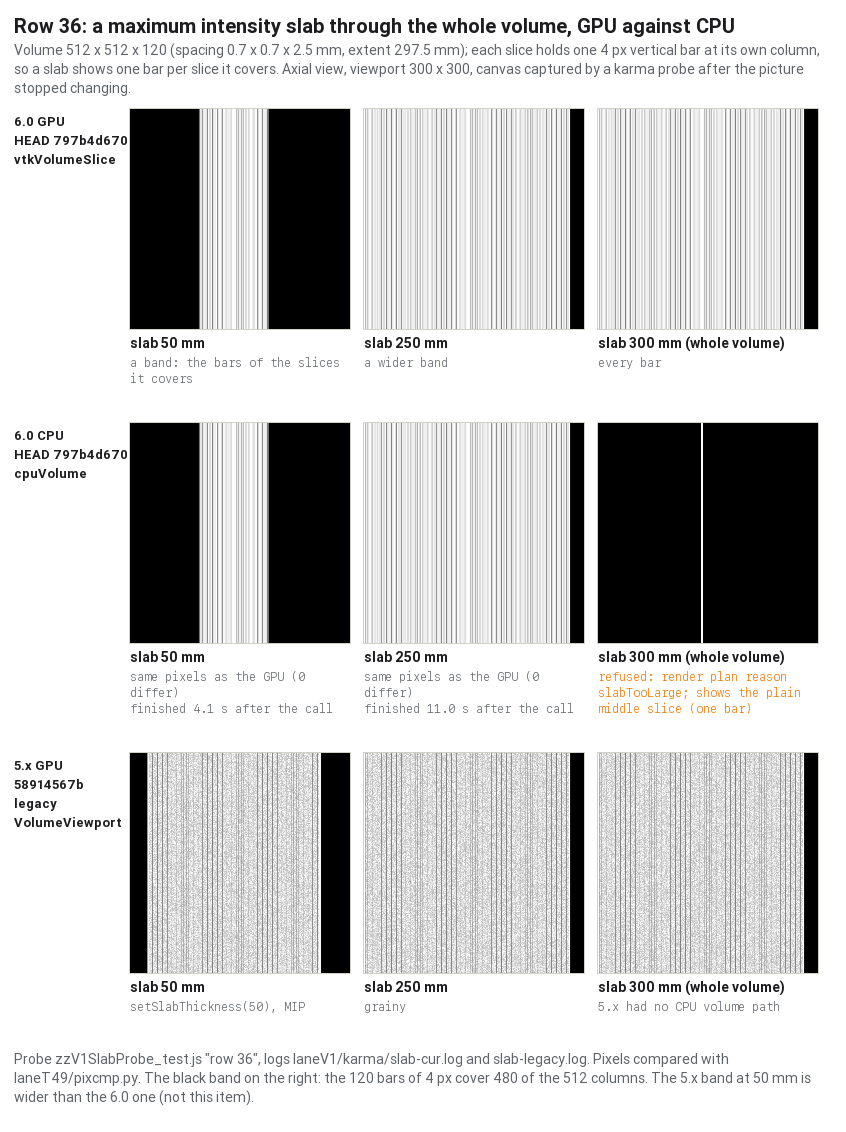 Row 36: a maximum intensity slab through the whole volume, GPU against CPU
Volume 512 x 512 x 120 (spacing 0.7 x 0.7 x 2.5 mm, extent 297.5 mm); each slice holds one 4 px vertical bar at its own column,
so a slab shows one bar per slice it covers. Axial view, viewport 300 x 300, canvas captured by a karma probe after the picture
stopped changing.
6.0 GPU
HEAD 797b4d670
vtkVolumeSlice
slab 50 mm
a band: the bars of the slices
it covers
slab 250 mm
a wider band
slab 300 mm (whole volume)
every bar
6.0 CPU
HEAD 797b4d670
cpuVolume
slab 50 mm
same pixels as the GPU (0
differ)
finished 4.1 s after the call
slab 250 mm
same pixels as the GPU (0
differ)
finished 11.0 s after the call
slab 300 mm (whole volume)
refused: render plan reason
slabTooLarge; shows the plain
middle slice (one bar)
5.x GPU
58914567b
legacy
VolumeViewport
slab 50 mm
setSlabThickness(50), MIP
slab 250 mm
grainy
slab 300 mm (whole volume)
5.x had no CPU volume path
Probe zzV1SlabProbe_test.js "row 36", logs laneV1/karma/slab-cur.log and slab-legacy.log. Pixels compared with
laneT49/pixcmp.py. The black band on the right: the 120 bars of 4 px cover 480 of the 512 columns. The 5.x band at 50 mm is
wider than the 6.0 one (not this item).